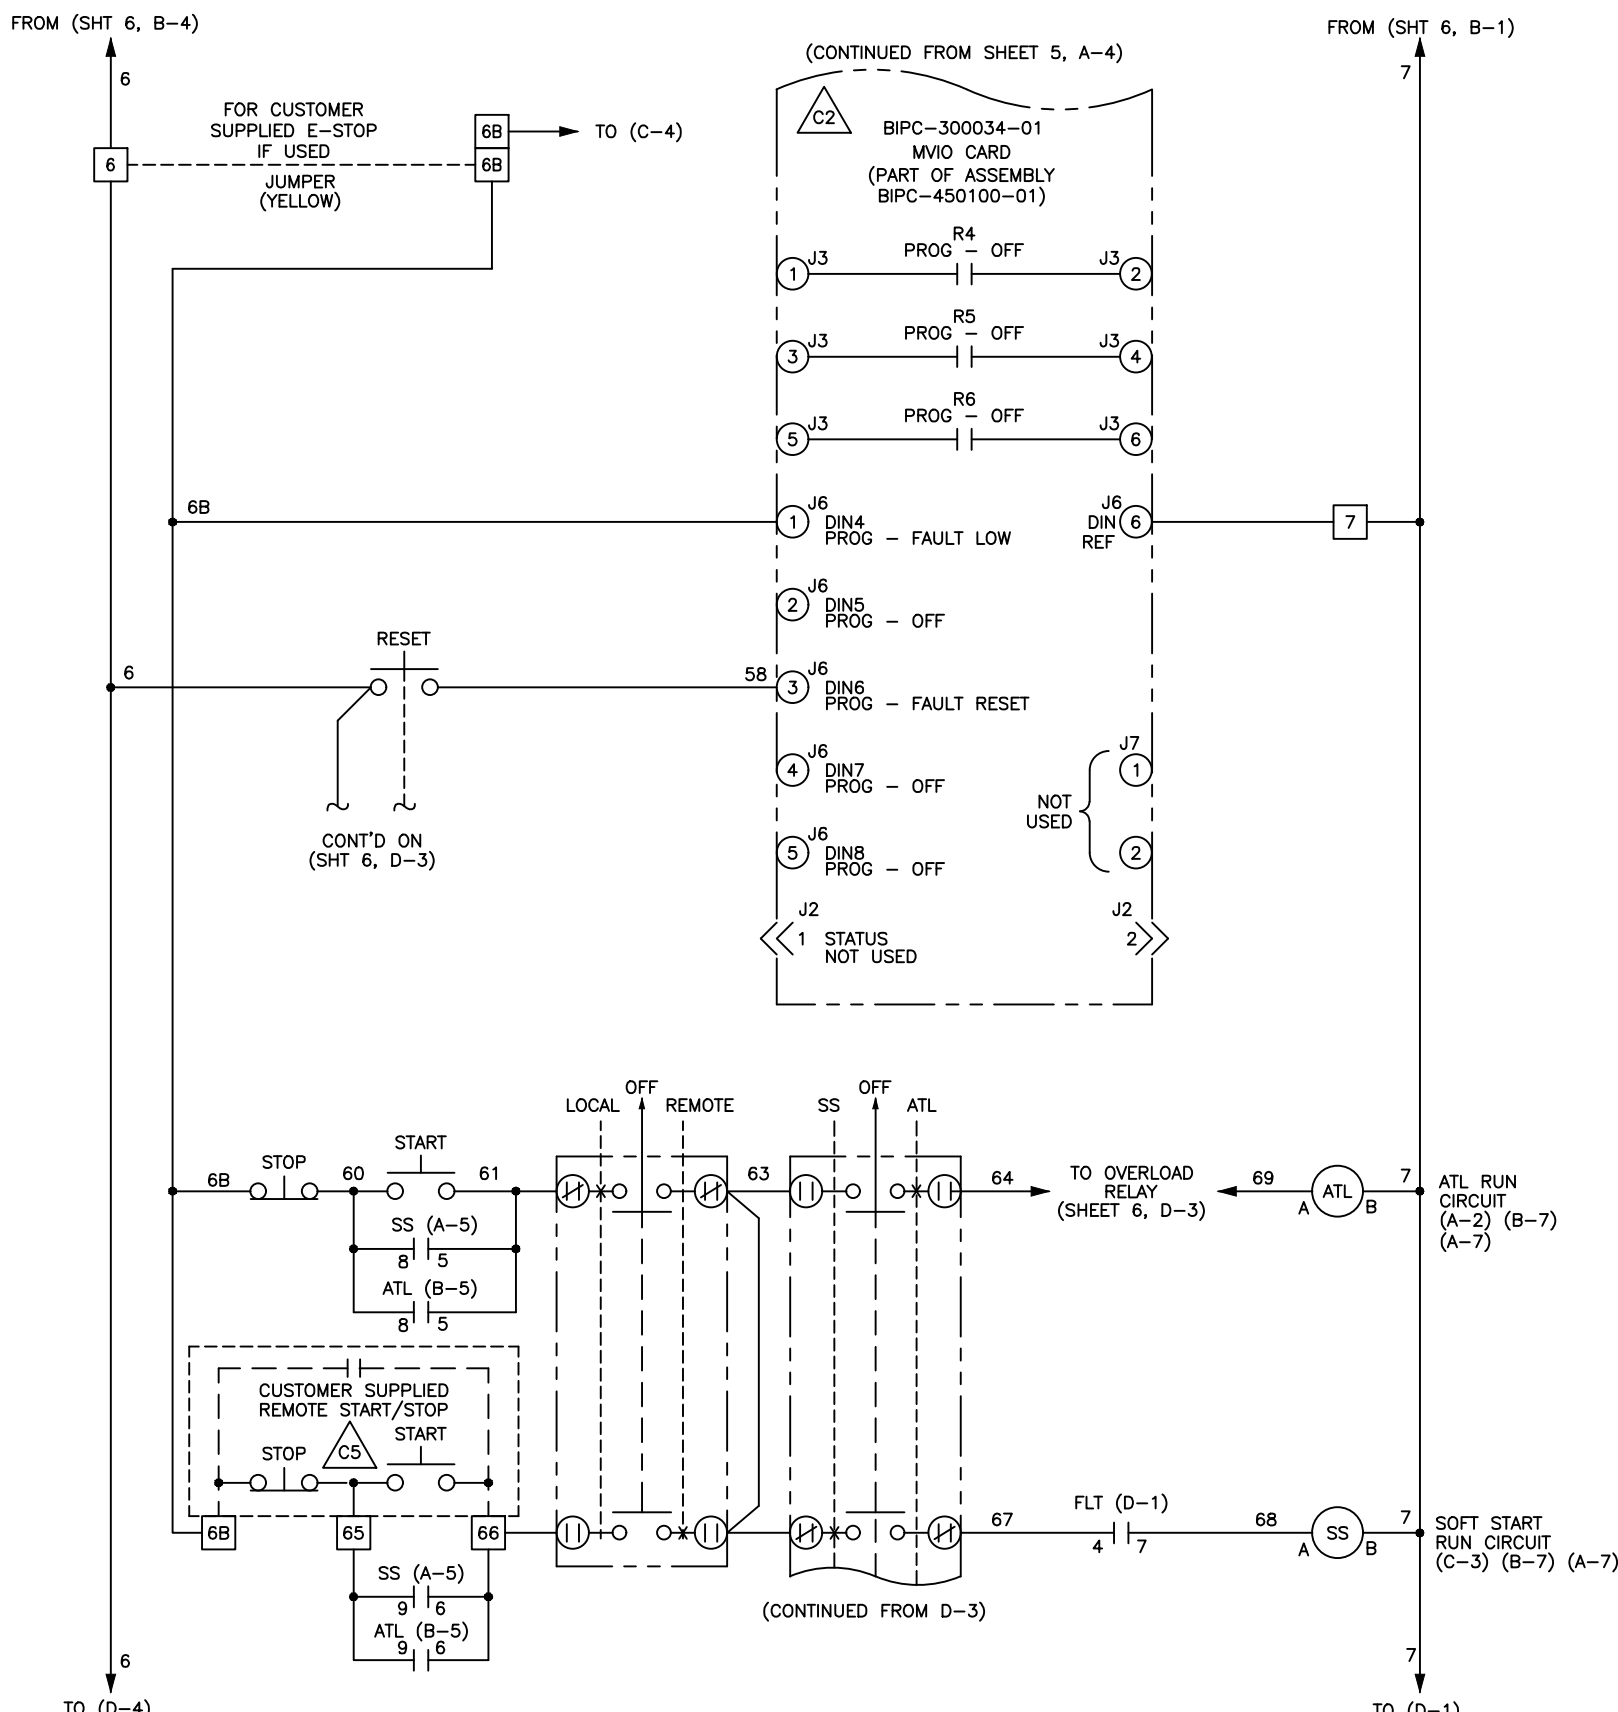 FROM (SHT 6, B-4)
FROM (SHT 6, B-1)
(CONTINUED FROM SHEET 5, A-4)
6
7
FOR CUSTOMER
SUPPLIED E-STOP
IF USED
6
6B
TO (C-4)
6B
JUMPER
(YELLOW)
C2
BIPC-300034-01
MVIO CARD
(PART OF ASSEMBLY
BIPC-450100-01)
R4
PROG - OFF
1 J3
J3 2
R5
PROG - OFF
3 J3
J3 4
R6
PROG - OFF
5 J3
J3 6
6B
1 J6
DIN4
PROG - FAULT LOW
J6
DIN 6
REF
7
2 J6
DIN5
PROG - OFF
RESET
6
58
3 J6
DIN6
PROG - FAULT RESET
CONT'D ON
(SHT 6, D-3)
4 J6
DIN7
PROG - OFF
J7
1
NOT
USED
2
5 J6
DIN8
PROG - OFF
J2
1 STATUS
NOT USED
J2
2
LOCAL
OFF
REMOTE
SS
OFF
ATL
6B
STOP
60
START
61
63
64
TO OVERLOAD
RELAY
(SHEET 6, D-3)
69
A
ATL
B
7
ATL RUN
CIRCUIT
(A-2) (B-7)
(A-7)
SS (A-5)
8 5
ATL (B-5)
8 5
CUSTOMER SUPPLIED
REMOTE START/STOP
STOP
C5
START
6B
65
66
67
FLT (D-1)
4 7
68
A
SS
B
7
SOFT START
RUN CIRCUIT
(C-3) (B-7) (A-7)
SS (A-5)
9 6
ATL (B-5)
9 6
(CONTINUED FROM D-3)
6
7
TO (D-4)
TO (D-1)